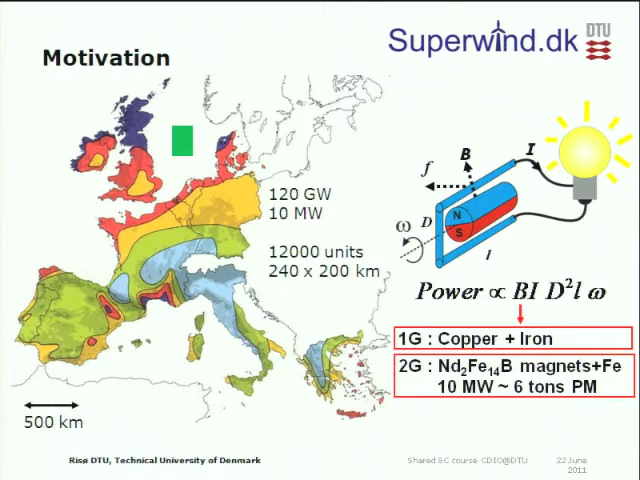 Superwind.dk
DTU
Motivation
120 GW
10 MW
12000 units
240 x 200 km
500 km
B
I
f
N
S
D
ω
l
Power ∝ BI D²l ω
1G : Copper + Iron
2G : Nd₂Fe₁₄B magnets+Fe
10 MW ~ 6 tons PM
Risø DTU, Technical University of Denmark
Shared SC course CDIO@DTU
22 June
2011